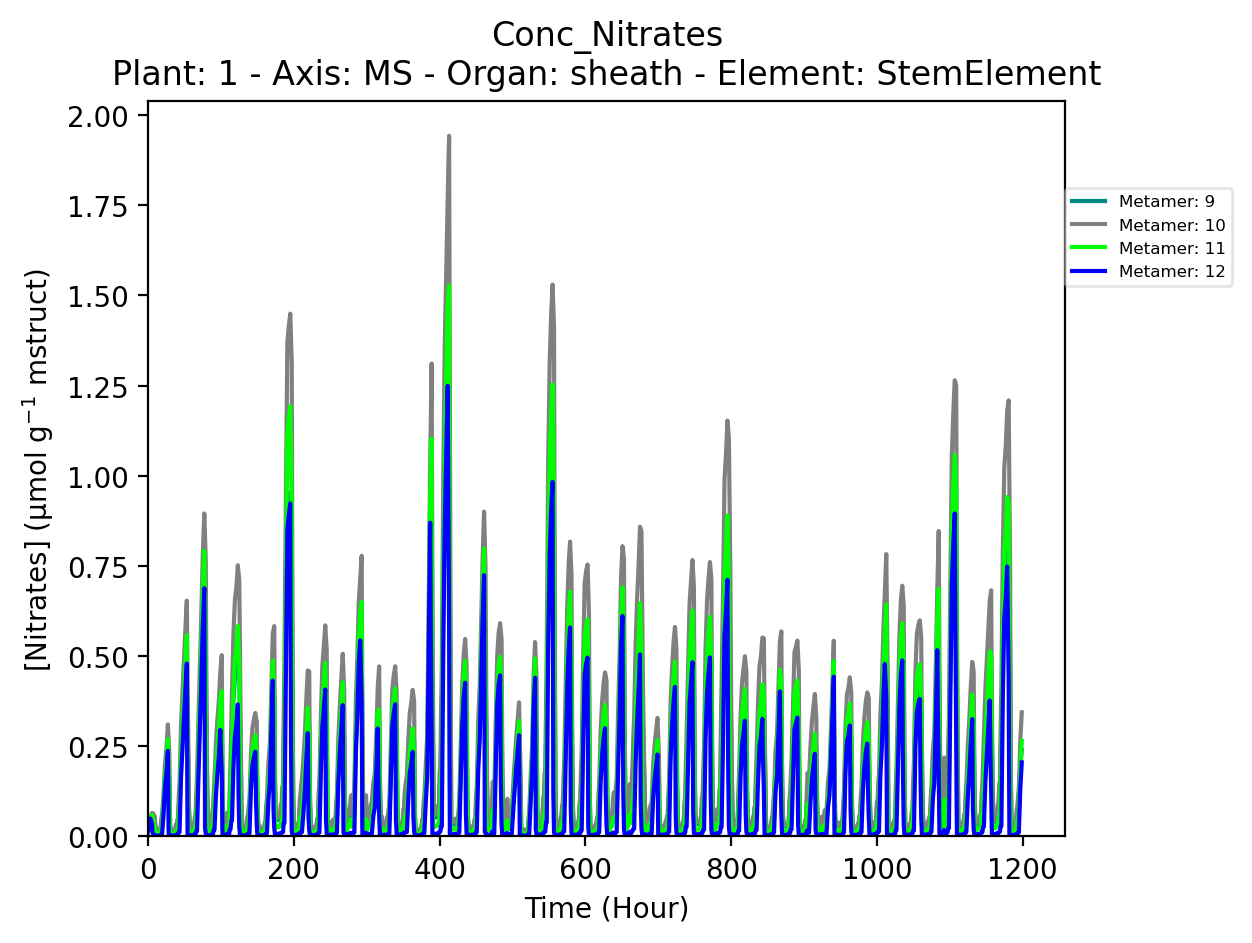 Conc_Nitrates
Plant: 1 - Axis: MS - Organ: sheath - Element: StemElement
2.00
1.75
1.50
1.25
1.00
0.75
0.50
0.25
0.00
[Nitrates] (µmol g⁻¹ mstruct)
0 200 400 600 800 1000 1200
Time (Hour)
Metamer: 9
Metamer: 10
Metamer: 11
Metamer: 12